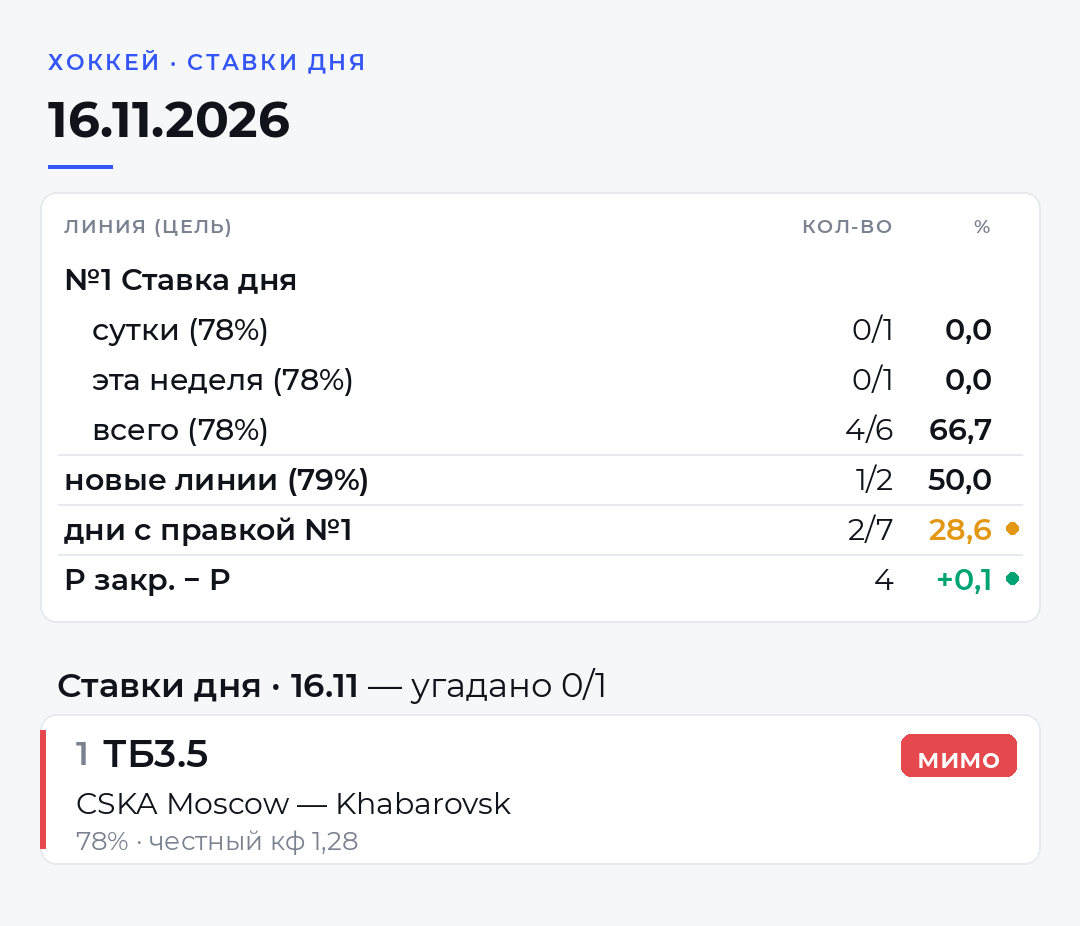 ХОККЕЙ · СТАВКИ ДНЯ
16.11.2026
ЛИНИЯ (ЦЕЛЬ) КОЛ-ВО %
№1 Ставка дня
сутки (78%) 0/1 0,0
эта неделя (78%) 0/1 0,0
всего (78%) 4/6 66,7
новые линии (79%) 1/2 50,0
дни с правкой №1 2/7 28,6
Р закр. − Р 4 +0,1
Ставки дня · 16.11 — угадано 0/1
1 ТБ3.5 МИМО
CSKA Moscow — Khabarovsk
78% · честный кф 1,28